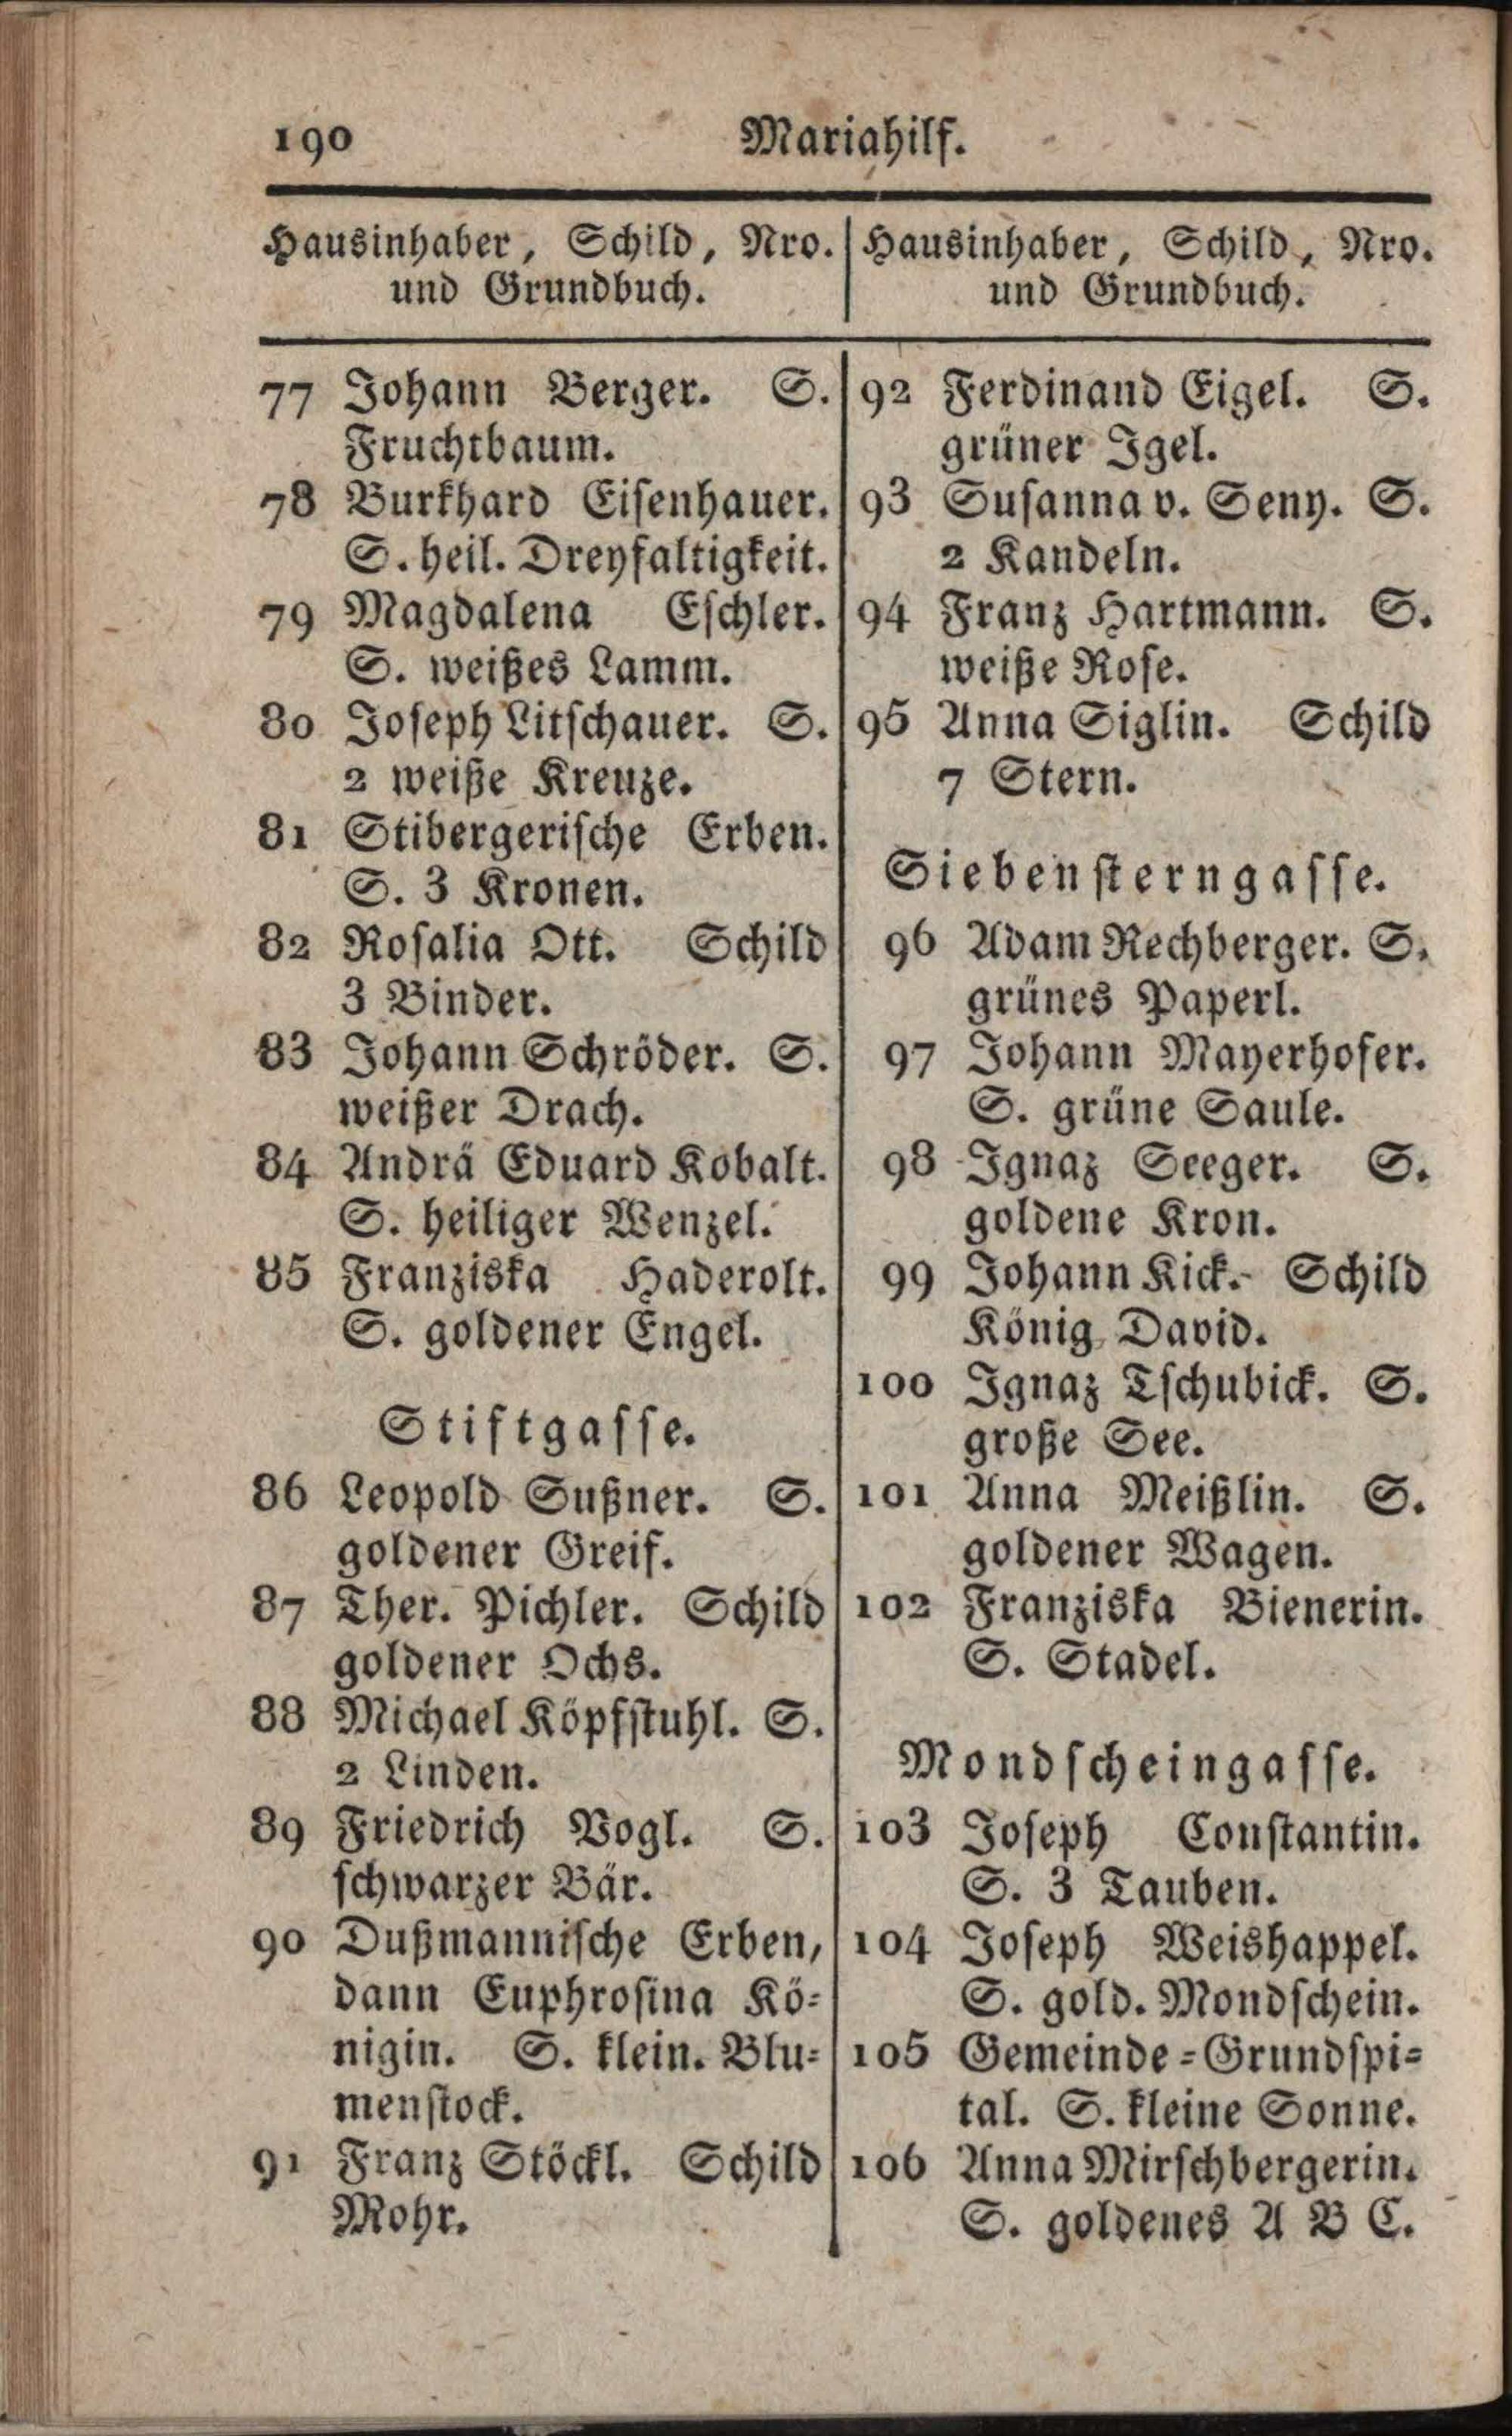 190
Mariahilf.
Hausinhaber, Schild, Nro.
und Grundbuch.
77 Johann Berger. S.
Fruchtbaum.
78 Burkhard Eisenhauer.
S. heil. Dreyfaltigkeit.
79 Magdalena Eschler.
S. weißes Lamm.
80 Joseph Litschauer. S.
2 weiße Kreuze.
81 Stibergerische Erben.
S. 3 Kronen.
82 Rosalia Ott. Schild
3 Binder.
83 Johann Schröder. S.
weißer Drach.
84 Andrä Eduard Kobalt.
S. heiliger Wenzel.
85 Franziska Haderolt.
S. goldener Engel.
Stiftgasse.
86 Leopold Sußner. S.
goldener Greif.
87 Ther. Pichler. Schild
goldener Ochs.
88 Michael Köpfstuhl. S.
2 Linden.
89 Friedrich Vogl. S.
schwarzer Bär.
90 Dußmannische Erben,
dann Euphrosina Kö-
nigin. S. klein. Blu-
menstock.
91 Franz Stöckl. Schild
Mohr.
Hausinhaber, Schild, Nro.
und Grundbuch.
92 Ferdinand Eigel. S.
grüner Igel.
93 Susanna v. Seny. S.
2 Kandeln.
94 Franz Hartmann. S.
weiße Rose.
95 Anna Siglin. Schild
7 Stern.
Siebensterngasse.
96 Adam Rechberger. S.
grünes Paperl.
97 Johann Mayerhofer.
S. grüne Saule.
98 Ignaz Seeger. S.
goldene Kron.
99 Johann Kick. Schild
König David.
100 Ignaz Tschubick. S.
große See.
101 Anna Meißlin. S.
goldener Wagen.
102 Franziska Bienerin.
S. Stadel.
Mondscheingasse.
103 Joseph Constantin.
S. 3 Tauben.
104 Joseph Weishappel.
S. gold. Mondschein.
105 Gemeinde-Grundspi-
tal. S. kleine Sonne.
106 Anna Mirschbergerin.
S. goldenes A B C.